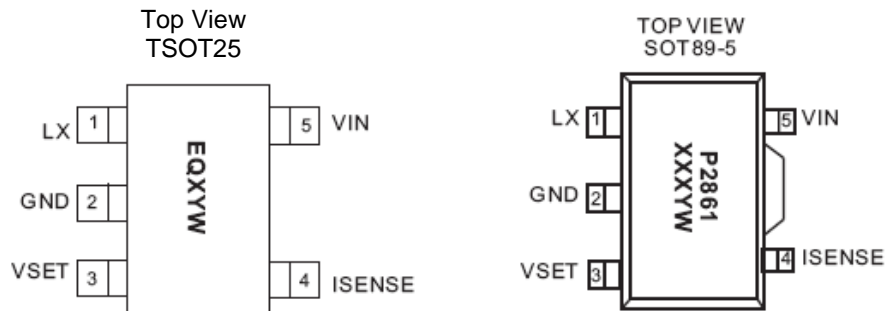 Top View
TSOT25
LX 1
5 VIN
EQXYW
GND 2
VSET 3
4 ISENSE
TOP VIEW
SOT89-5
LX 1
5 VIN
P2861
XXXYW
GND 2
VSET 3
4 ISENSE